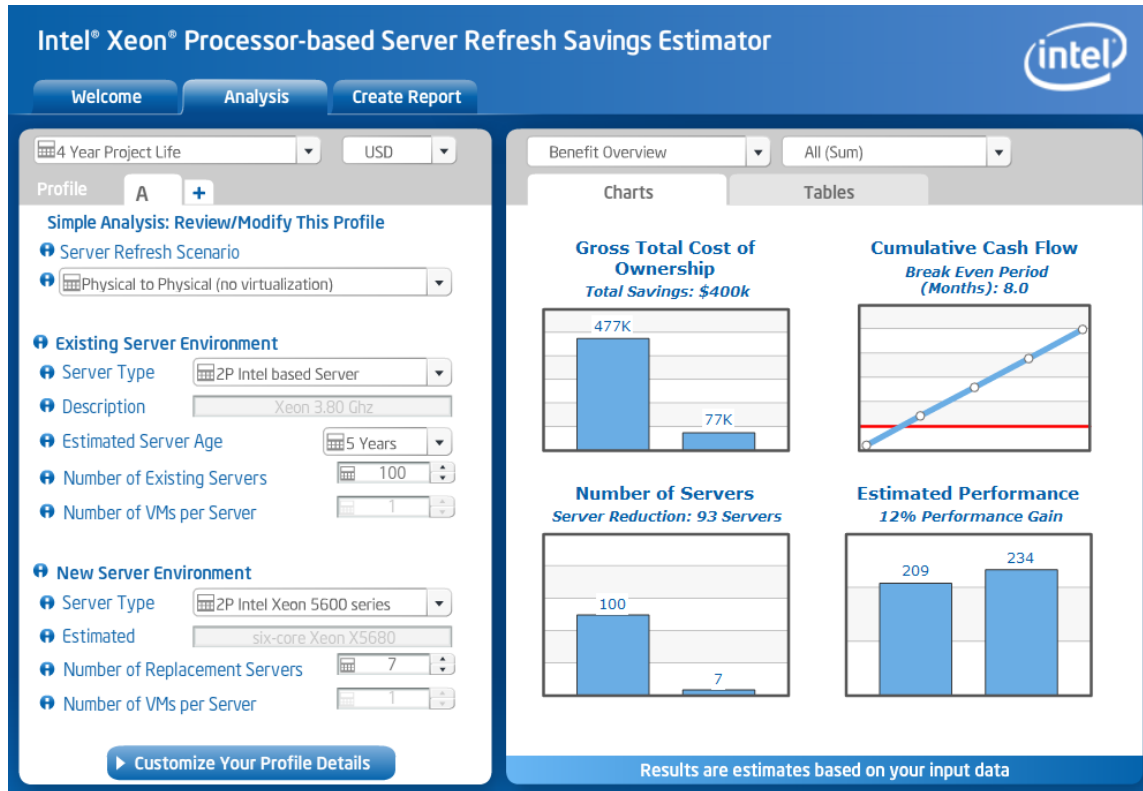 Intel® Xeon® Processor-based Server Refresh Savings Estimator
intel
Welcome
Analysis
Create Report
4 Year Project Life
USD
Profile
A
+
Simple Analysis: Review/Modify This Profile
Server Refresh Scenario
Physical to Physical (no virtualization)
Existing Server Environment
Server Type
2P Intel based Server
Description
Xeon 3.80 Ghz
Estimated Server Age
5 Years
Number of Existing Servers
100
Number of VMs per Server
1
New Server Environment
Server Type
2P Intel Xeon 5600 series
Estimated
six-core Xeon X5680
Number of Replacement Servers
7
Number of VMs per Server
1
Customize Your Profile Details
Benefit Overview
All (Sum)
Charts
Tables
Gross Total Cost of
Ownership
Total Savings: $400k
477K
77K
Cumulative Cash Flow
Break Even Period
(Months): 8.0
Number of Servers
Server Reduction: 93 Servers
100
7
Estimated Performance
12% Performance Gain
209
234
Results are estimates based on your input data